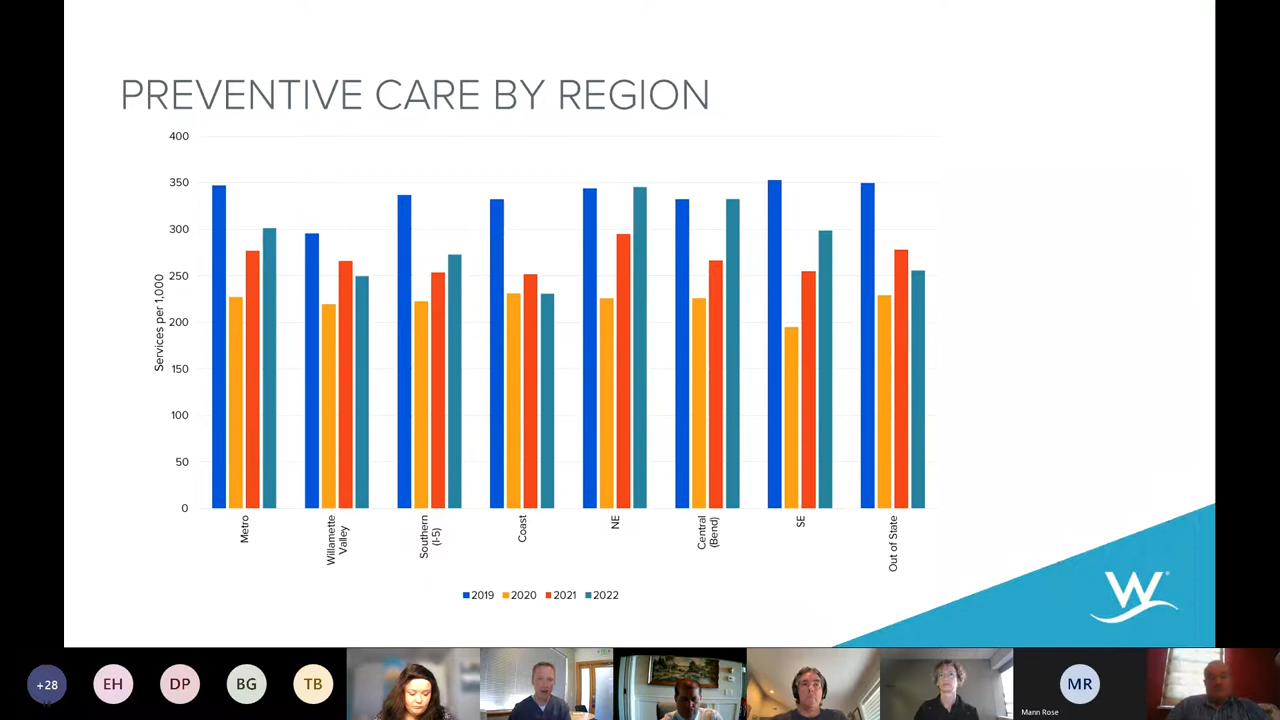 PREVENTIVE CARE BY REGION
400
350
300
250
200
150
100
50
0
Services per 1,000
Metro
Willamette
Valley
Southern
(I-5)
Coast
NE
Central
(Bend)
SE
Out of State
2019 2020 2021 2022
W®
+28 EH DP BG TB MR
Mann Rose